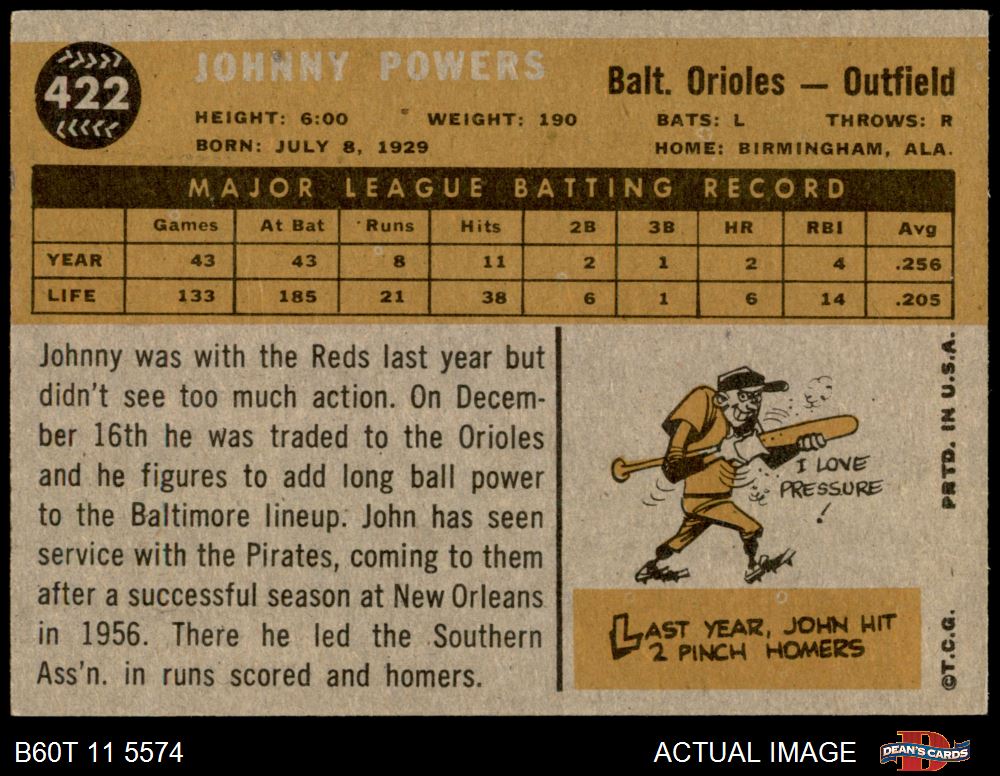 422
JOHNNY POWERS
Balt. Orioles — Outfield
HEIGHT: 6:00 WEIGHT: 190 BATS: L THROWS: R
BORN: JULY 8, 1929 HOME: BIRMINGHAM, ALA.
MAJOR LEAGUE BATTING RECORD
Games At Bat Runs Hits 2B 3B HR RBI Avg
YEAR 43 43 8 11 2 1 2 4 .256
LIFE 133 185 21 38 6 1 6 14 .205
Johnny was with the Reds last year but
didn't see too much action. On Decem-
ber 16th he was traded to the Orioles
and he figures to add long ball power
to the Baltimore lineup. John has seen
service with the Pirates, coming to them
after a successful season at New Orleans
in 1956. There he led the Southern
Ass'n. in runs scored and homers.
I LOVE
PRESSURE
!
LAST YEAR, JOHN HIT
2 PINCH HOMERS
©T.C.G. PRTD. IN U.S.A.
B60T 11 5574
ACTUAL IMAGE
DEAN'S CARDS